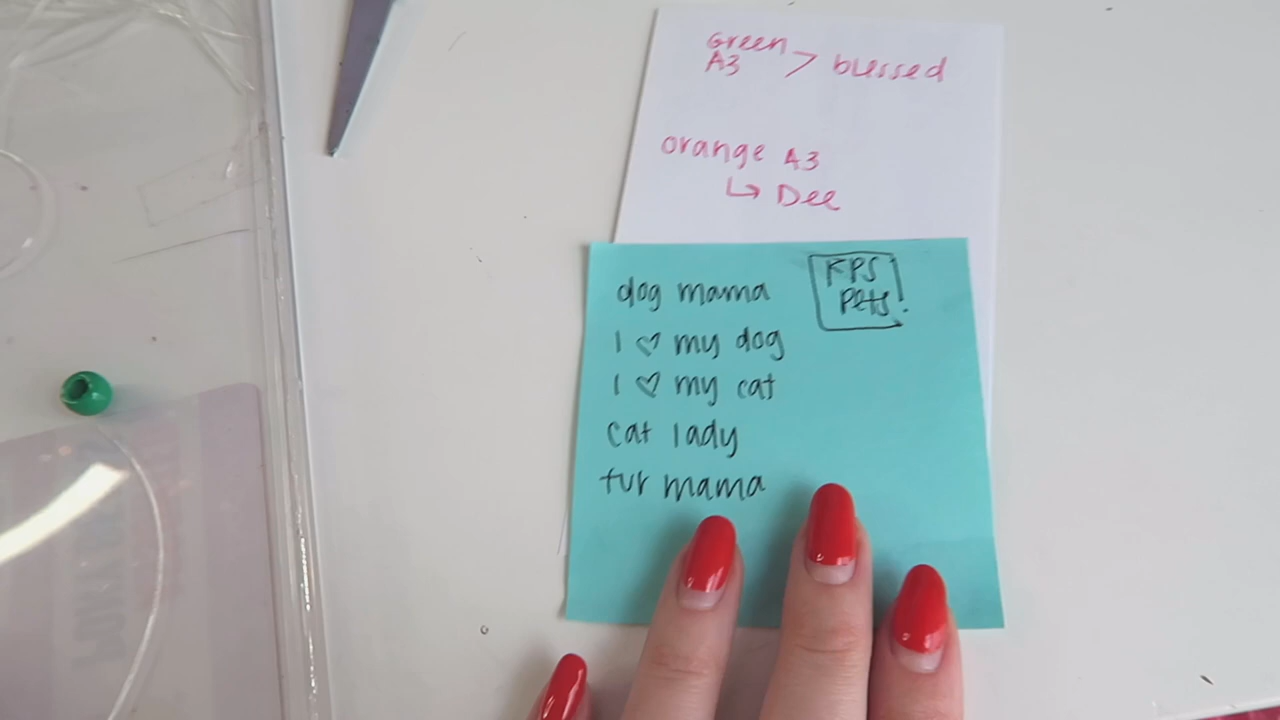 Green
A3 > blessed
orange A3
↳ Dee
KPS
Pets!
dog mama
I ♡ my dog
I ♡ my cat
cat lady
fur mama